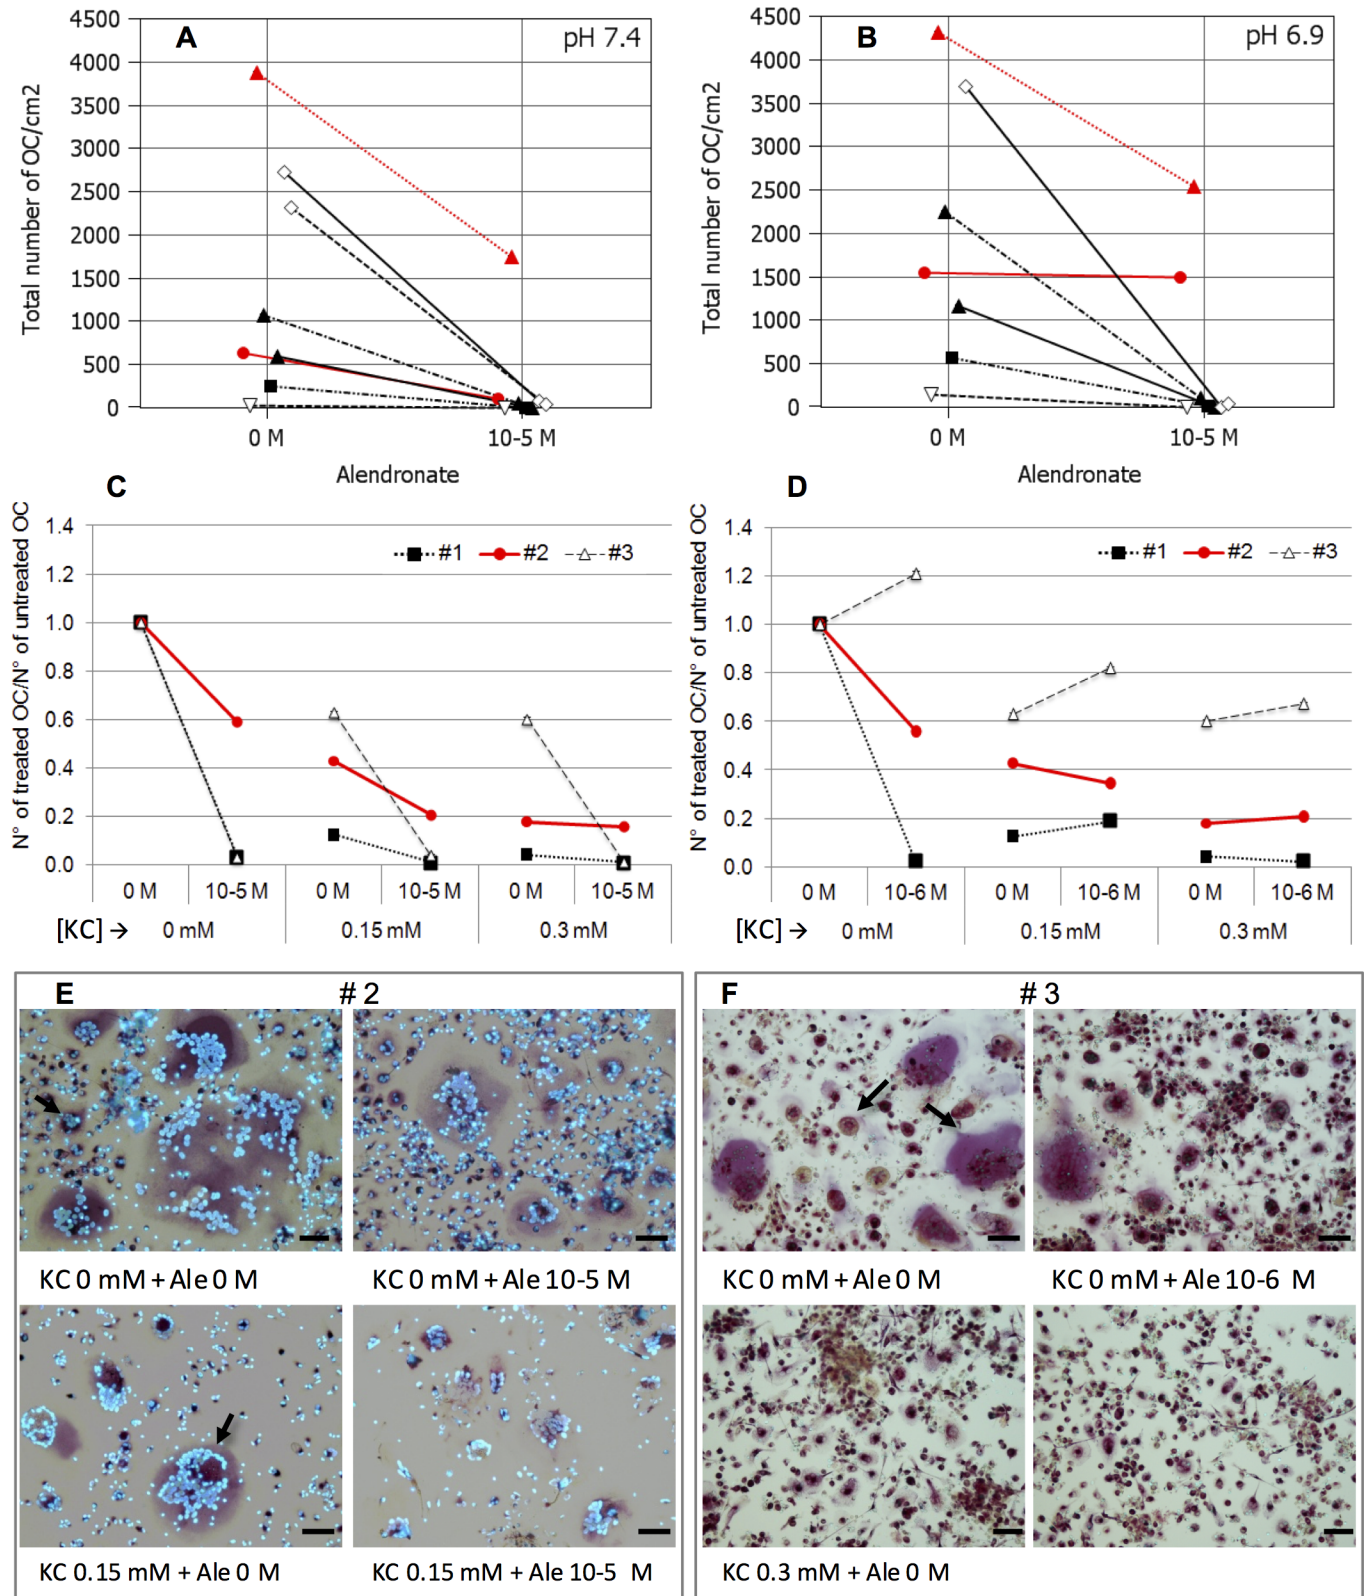 A
pH 7.4
Total number of OC/cm2
4500
4000
3500
3000
2500
2000
1500
1000
500
0
0 M
10-5 M
Alendronate
B
pH 6.9
Total number of OC/cm2
4500
4000
3500
3000
2500
2000
1500
1000
500
0
0 M
10-5 M
Alendronate
C
N° of treated OC/N° of untreated OC
1.4
1.2
1.0
0.8
0.6
0.4
0.2
0.0
#1 #2 #3
0 M 10-5 M 0 M 10-5 M 0 M 10-5 M
[KC] → 0 mM 0.15 mM 0.3 mM
D
N° of treated OC/N° of untreated OC
1.4
1.2
1.0
0.8
0.6
0.4
0.2
0.0
#1 #2 #3
0 M 10-6 M 0 M 10-6 M 0 M 10-6 M
[KC] → 0 mM 0.15 mM 0.3 mM
E # 2
KC 0 mM + Ale 0 M
KC 0 mM + Ale 10-5 M
KC 0.15 mM + Ale 0 M
KC 0.15 mM + Ale 10-5 M
F # 3
KC 0 mM + Ale 0 M
KC 0 mM + Ale 10-6 M
KC 0.3 mM + Ale 0 M